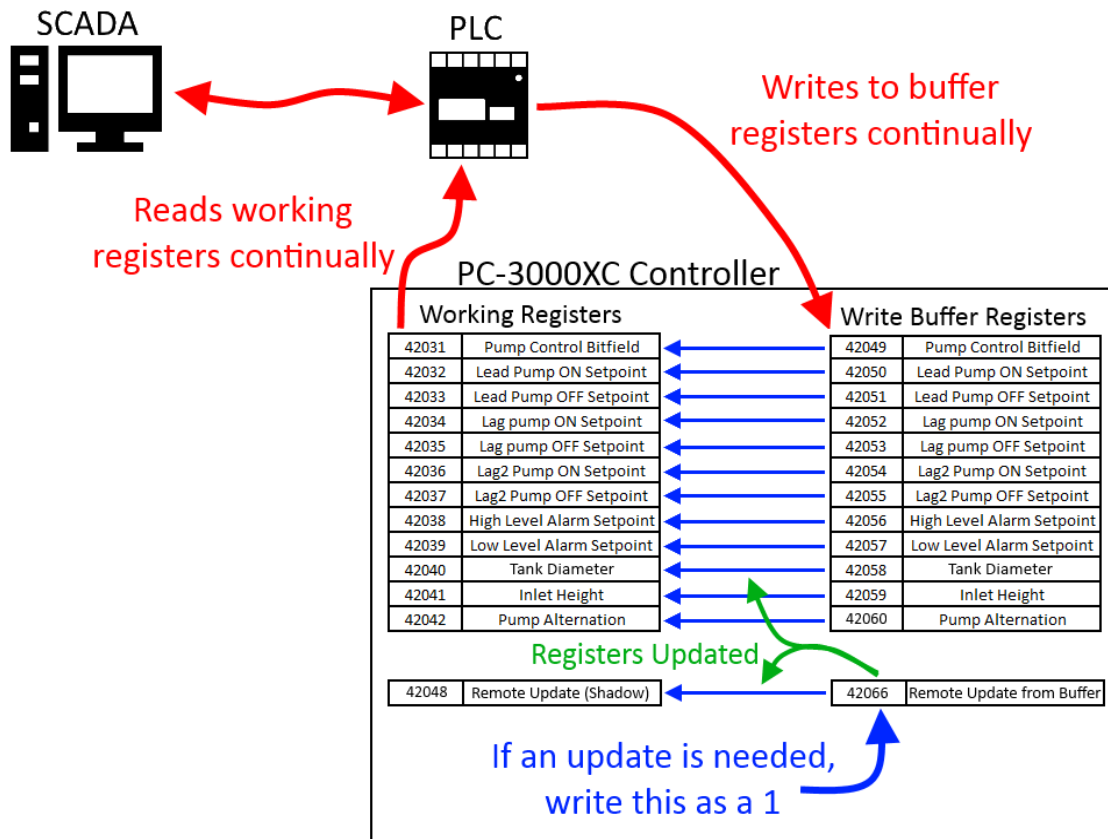 SCADA
PLC
Writes to buffer
registers continually
Reads working
registers continually
PC-3000XC Controller
Working Registers
Write Buffer Registers
42031 Pump Control Bitfield
42049 Pump Control Bitfield
42032 Lead Pump ON Setpoint
42050 Lead Pump ON Setpoint
42033 Lead Pump OFF Setpoint
42051 Lead Pump OFF Setpoint
42034 Lag pump ON Setpoint
42052 Lag pump ON Setpoint
42035 Lag pump OFF Setpoint
42053 Lag pump OFF Setpoint
42036 Lag2 Pump ON Setpoint
42054 Lag2 Pump ON Setpoint
42037 Lag2 Pump OFF Setpoint
42055 Lag2 Pump OFF Setpoint
42038 High Level Alarm Setpoint
42056 High Level Alarm Setpoint
42039 Low Level Alarm Setpoint
42057 Low Level Alarm Setpoint
42040 Tank Diameter
42058 Tank Diameter
42041 Inlet Height
42059 Inlet Height
42042 Pump Alternation
42060 Pump Alternation
Registers Updated
42048 Remote Update (Shadow)
42066 Remote Update from Buffer
If an update is needed,
write this as a 1